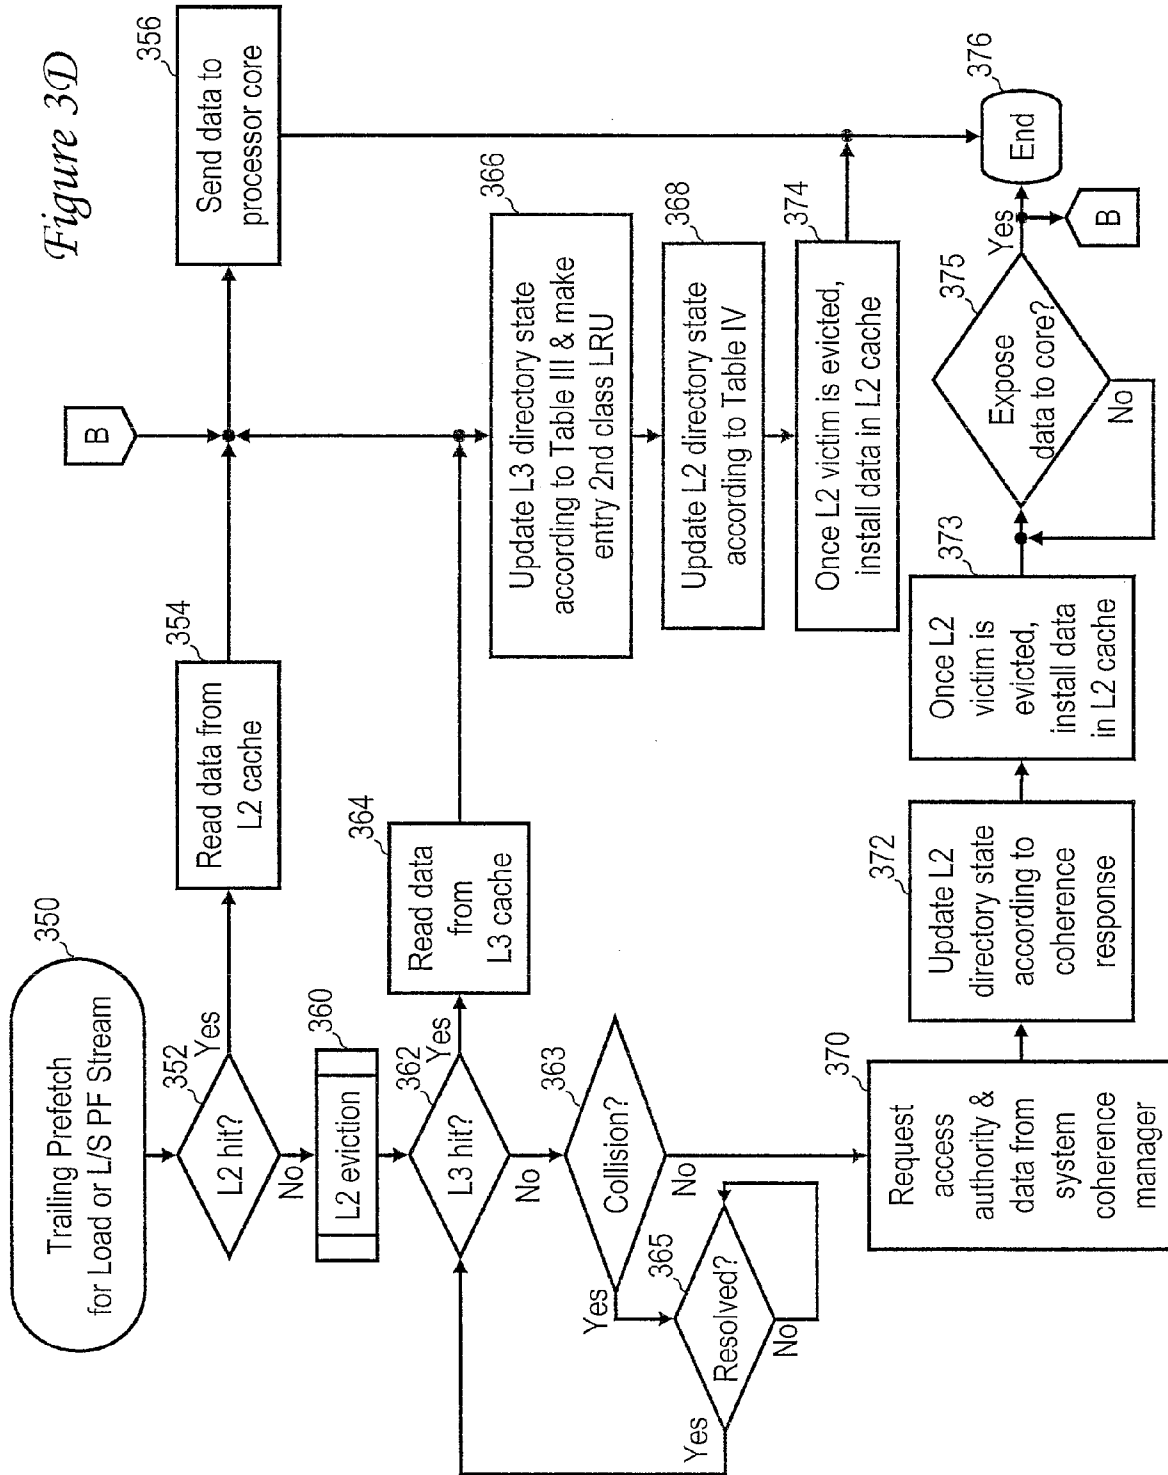 Figure 3D
350
Trailing Prefetch
for Load or L/S PF Stream
352
L2 hit?
Yes
No
354
Read data from
L2 cache
B
356
Send data to
processor core
360
L2 eviction
362
L3 hit?
Yes
No
364
Read data
from
L3 cache
366
Update L3 directory state
according to Table III & make
entry 2nd class LRU
368
Update L2 directory state
according to Table IV
374
Once L2 victim is evicted,
install data in L2 cache
363
Collision?
Yes
No
365
Resolved?
Yes
No
370
Request
access
authority &
data from
system
coherence
manager
372
Update L2
directory state
according to
coherence
response
373
Once L2
victim is
evicted,
install data
in L2 cache
375
Expose
data to core?
Yes
No
B
376
End